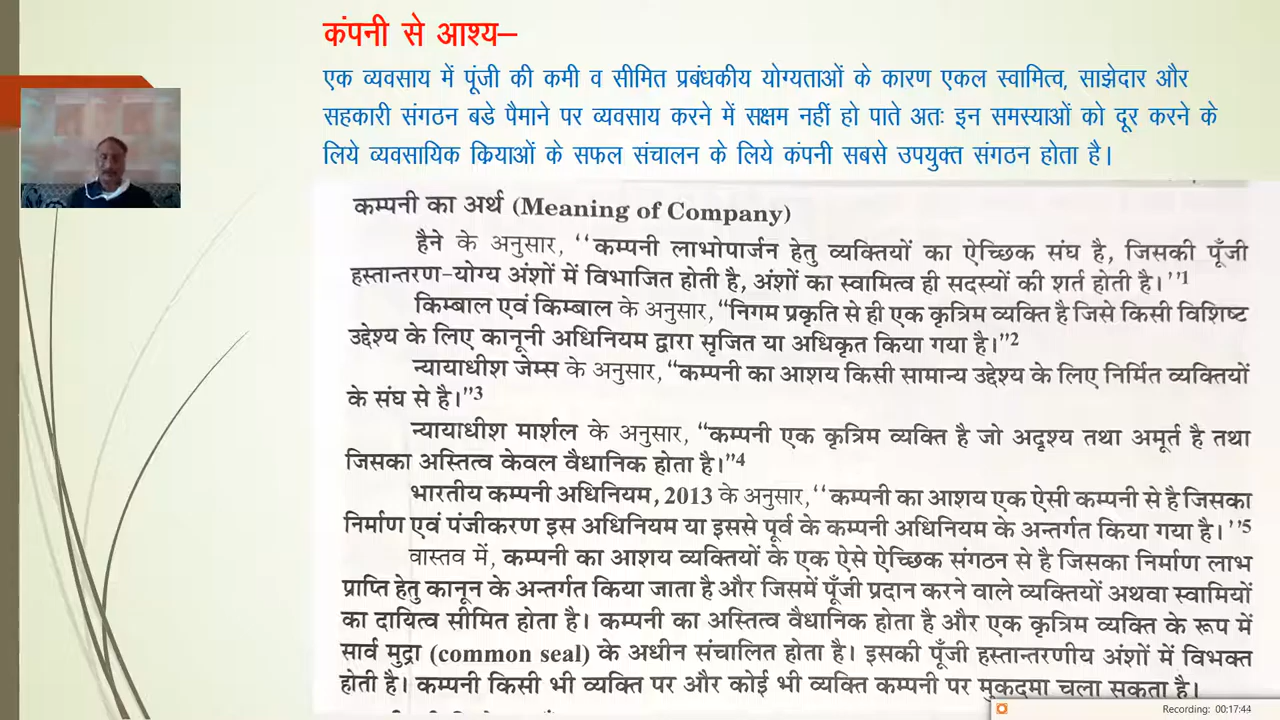 कंपनी से आश्य–
एक व्यवसाय में पूंजी की कमी व सीमित प्रबंधकीय योग्यताओं के कारण एकल स्वामित्व, साझेदार और
सहकारी संगठन बडे पैमाने पर व्यवसाय करने में सक्षम नहीं हो पाते अतः इन समस्याओं को दूर करने के
लिये व्यवसायिक कियाओं के सफल संचालन के लिये कंपनी सबसे उपयुक्त संगठन होता है।
कम्पनी का अर्थ (Meaning of Company)
हैने के अनुसार, ‘‘कम्पनी लाभोपार्जन हेतु व्यक्तियों का ऐच्छिक संघ है, जिसकी पूँजी
हस्तान्तरण-योग्य अंशों में विभाजित होती है, अंशों का स्वामित्व ही सदस्यों की शर्त होती है।’’1
किम्बाल एवं किम्बाल के अनुसार, “निगम प्रकृति से ही एक कृत्रिम व्यक्ति है जिसे किसी विशिष्ट
उद्देश्य के लिए कानूनी अधिनियम द्वारा सृजित या अधिकृत किया गया है।”2
न्यायाधीश जेम्स के अनुसार, “कम्पनी का आशय किसी सामान्य उद्देश्य के लिए निर्मित व्यक्तियों
के संघ से है।”3
न्यायाधीश मार्शल के अनुसार, “कम्पनी एक कृत्रिम व्यक्ति है जो अदृश्य तथा अमूर्त है तथा
जिसका अस्तित्व केवल वैधानिक होता है।”4
भारतीय कम्पनी अधिनियम, 2013 के अनुसार, ‘‘कम्पनी का आशय एक ऐसी कम्पनी से है जिसका
निर्माण एवं पंजीकरण इस अधिनियम या इससे पूर्व के कम्पनी अधिनियम के अन्तर्गत किया गया है।’’5
वास्तव में, कम्पनी का आशय व्यक्तियों के एक ऐसे ऐच्छिक संगठन से है जिसका निर्माण लाभ
प्राप्ति हेतु कानून के अन्तर्गत किया जाता है और जिसमें पूँजी प्रदान करने वाले व्यक्तियों अथवा स्वामियों
का दायित्व सीमित होता है। कम्पनी का अस्तित्व वैधानिक होता है और एक कृत्रिम व्यक्ति के रूप में
सार्व मुद्रा (common seal) के अधीन संचालित होता है। इसकी पूँजी हस्तान्तरणीय अंशों में विभक्त
होती है। कम्पनी किसी भी व्यक्ति पर और कोई भी व्यक्ति कम्पनी पर मुकदमा चला सकता है।
Recording: 00:17:44